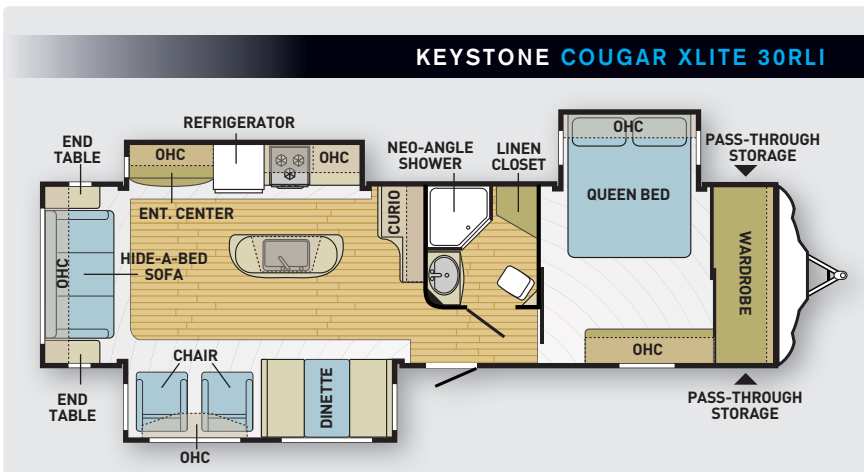 KEYSTONE COUGAR XLITE 30RLI
REFRIGERATOR
END
TABLE
OHC
OHC
NEO-ANGLE
SHOWER
LINEN
CLOSET
OHC
PASS-THROUGH
STORAGE
ENT. CENTER
CURIO
QUEEN BED
OHC
HIDE-A-BED
SOFA
WARDROBE
CHAIR
DINETTE
OHC
END
TABLE
OHC
PASS-THROUGH
STORAGE